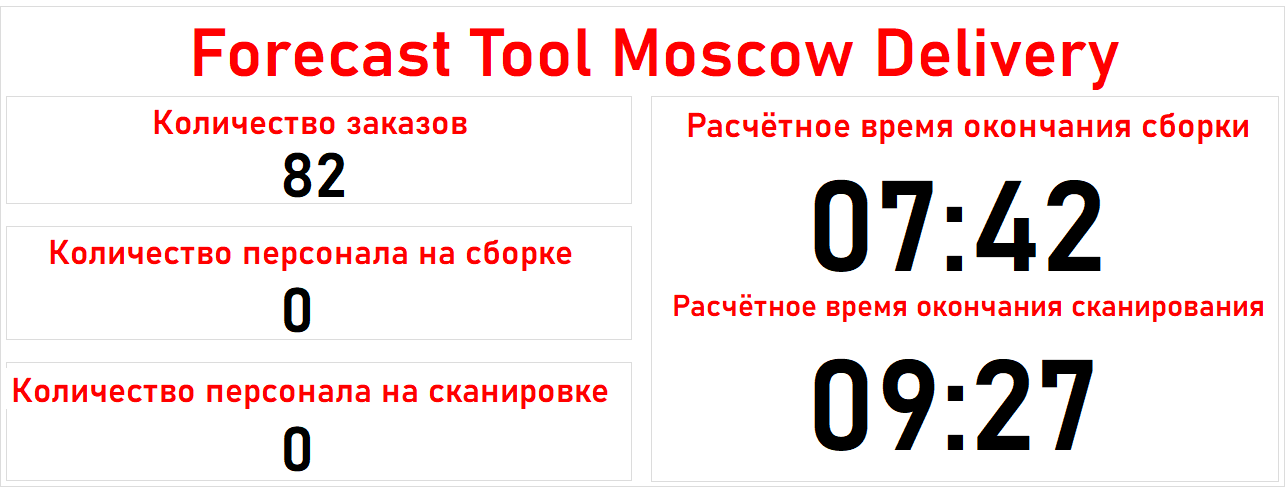 Forecast Tool Moscow Delivery
Количество заказов
82
Количество персонала на сборке
0
Количество персонала на сканировке
0
Расчётное время окончания сборки
07:42
Расчётное время окончания сканирования
09:27